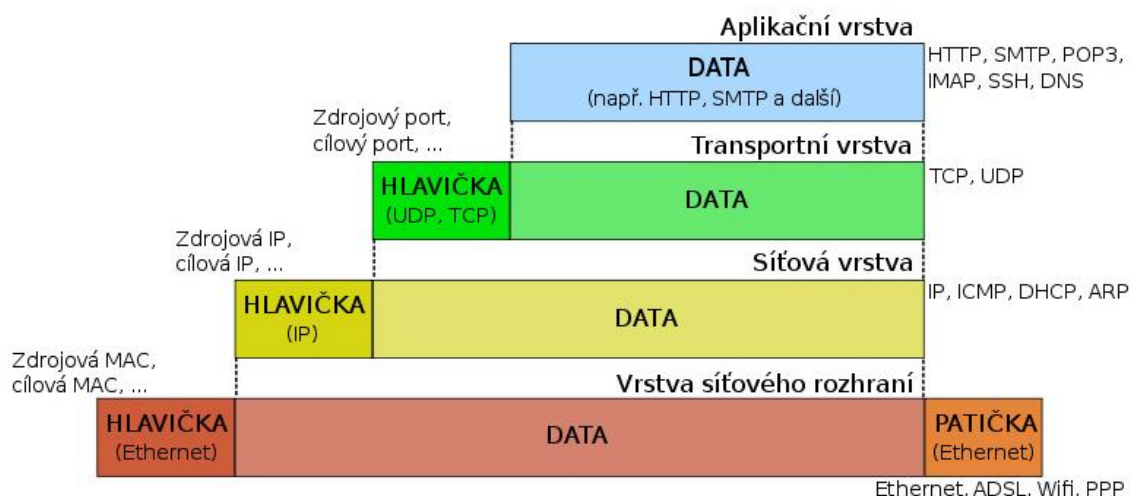 Aplikační vrstva
DATA
(např. HTTP, SMTP a další)
HTTP, SMTP, POP3,
IMAP, SSH, DNS
Zdrojový port,
cílový port, ...
Transportní vrstva
HLAVIČKA
(UDP, TCP)
DATA
TCP, UDP
Zdrojová IP,
cílová IP, ...
Síťová vrstva
HLAVIČKA
(IP)
DATA
IP, ICMP, DHCP, ARP
Zdrojová MAC,
cílová MAC, ...
Vrstva síťového rozhraní
HLAVIČKA
(Ethernet)
DATA
PATIČKA
(Ethernet)
Ethernet, ADSL, Wifi, PPP